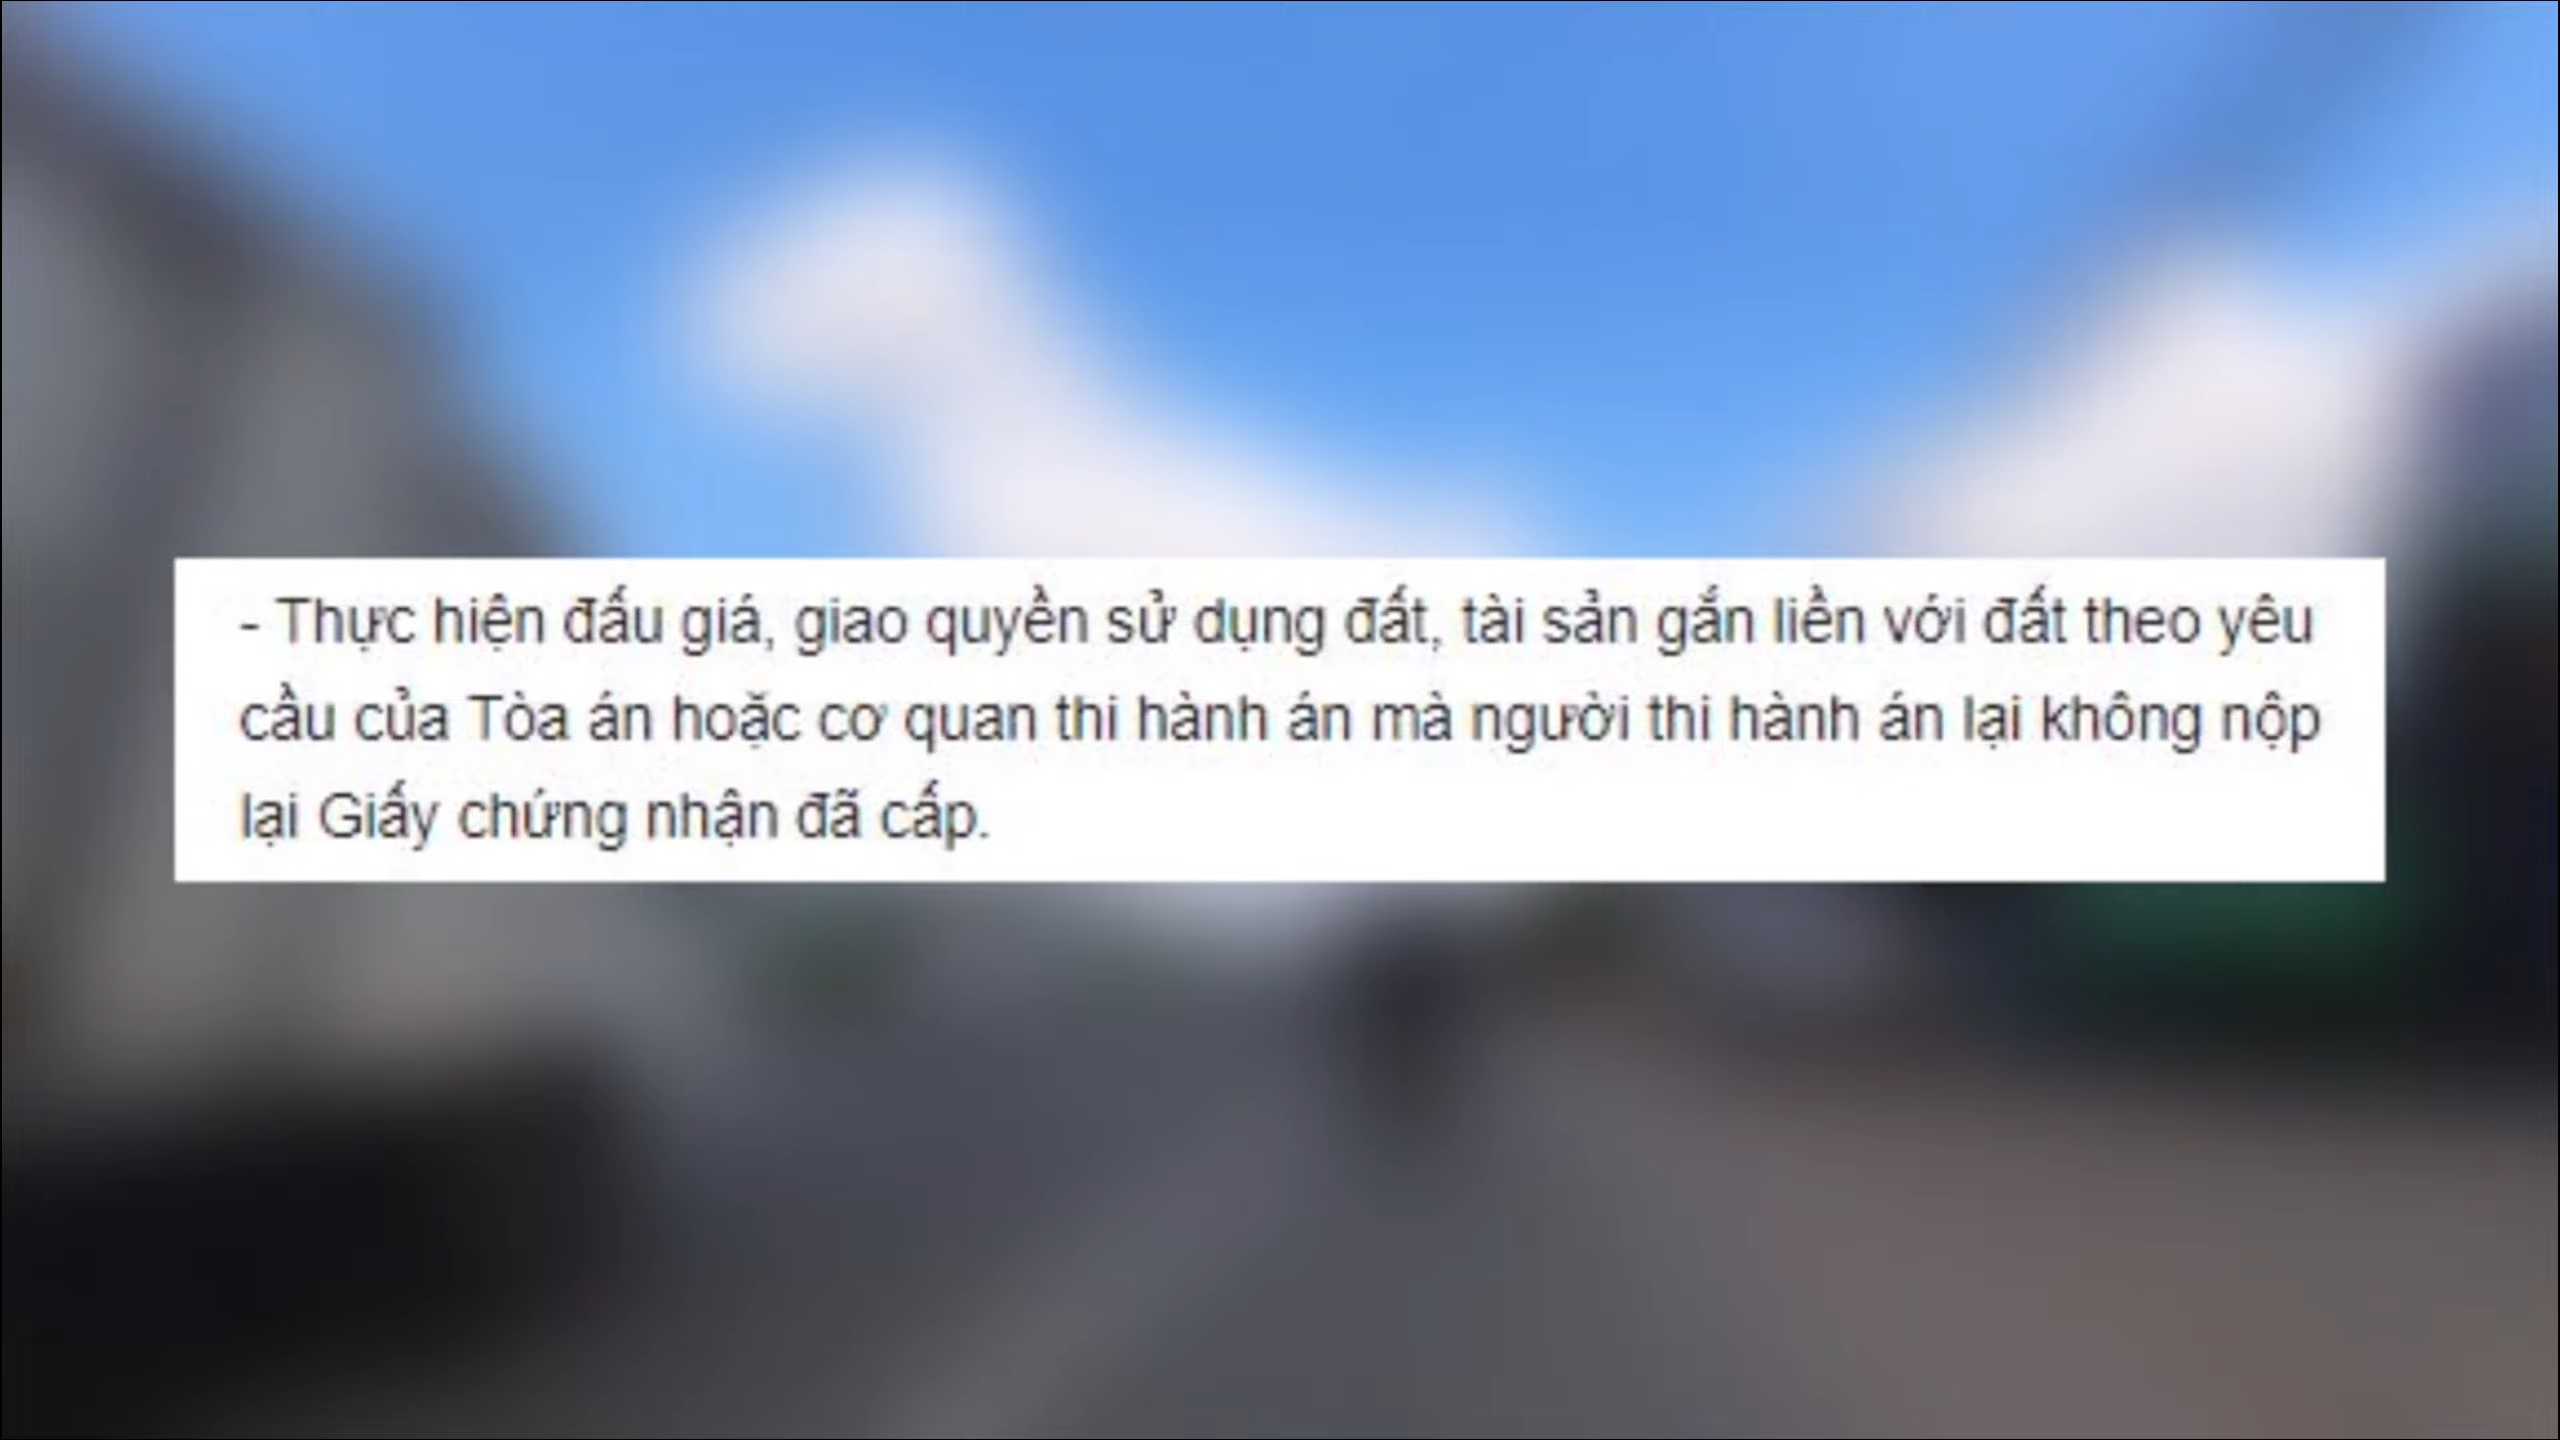 - Thực hiện đấu giá, giao quyền sử dụng đất, tài sản gắn liền với đất theo yêu
cầu của Tòa án hoặc cơ quan thi hành án mà người thi hành án lại không nộp
lại Giấy chứng nhận đã cấp.